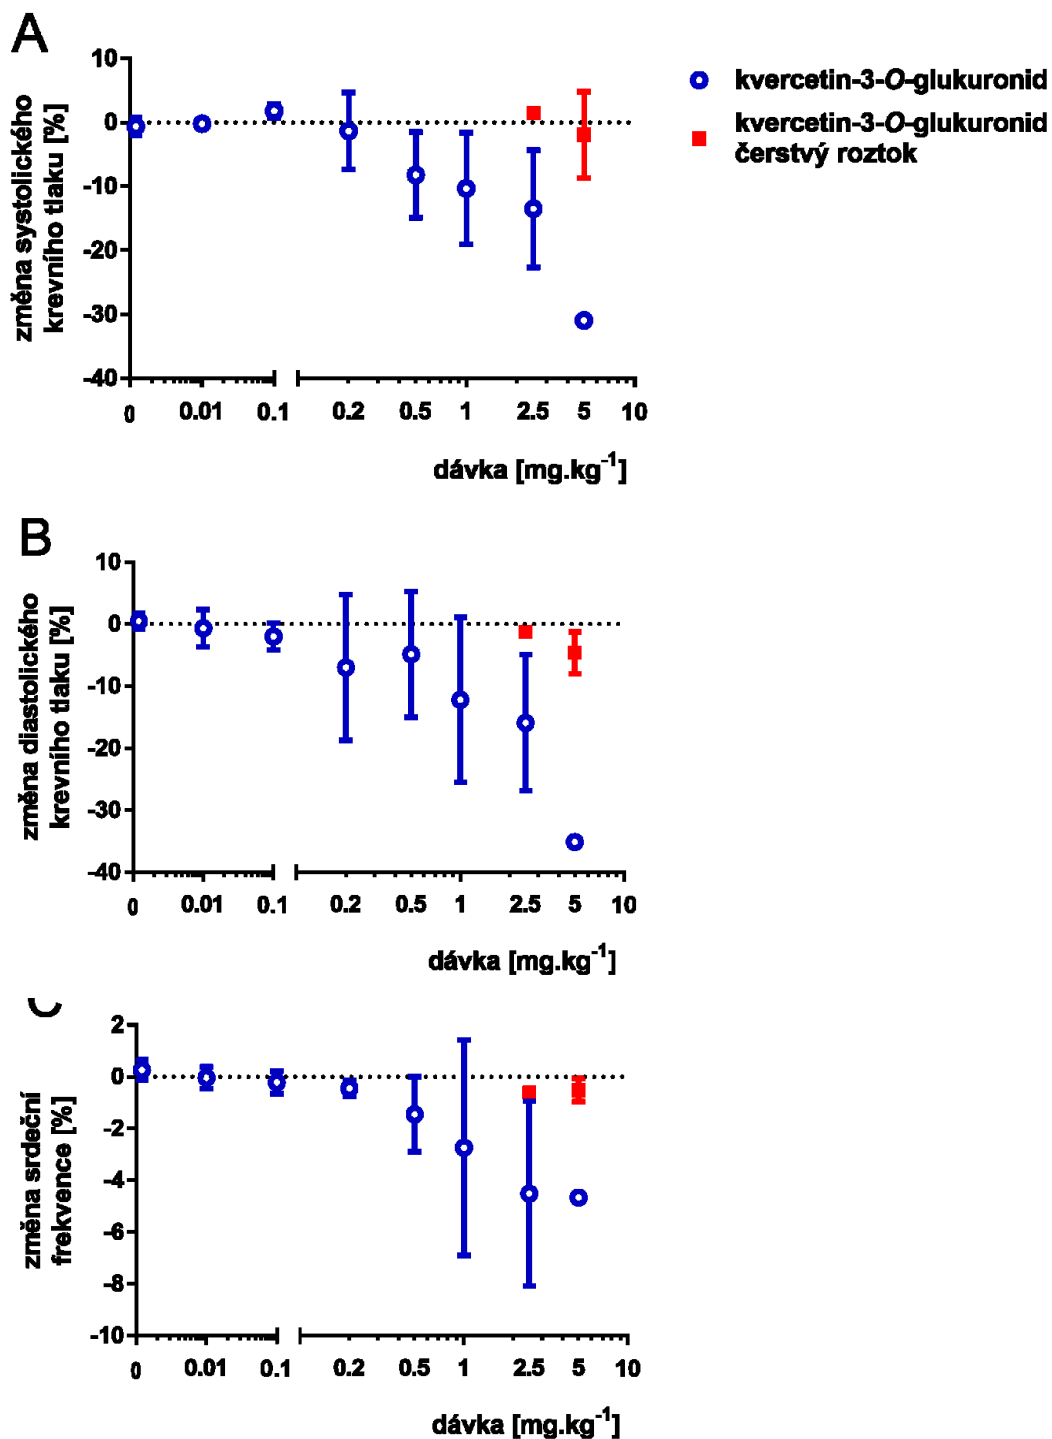 A
kvercetin-3-O-glukuronid
kvercetin-3-O-glukuronid
čerstvý roztok
změna systolického
krevního tlaku [%]
10
0
-10
-20
-30
-40
0 0.01 0.1 0.2 0.5 1 2.5 5 10
dávka [mg.kg⁻¹]
B
změna diastolického
krevního tlaku [%]
10
0
-10
-20
-30
-40
0 0.01 0.1 0.2 0.5 1 2.5 5 10
dávka [mg.kg⁻¹]
C
změna srdeční
frekvence [%]
2
0
-2
-4
-6
-8
-10
0 0.01 0.1 0.2 0.5 1 2.5 5 10
dávka [mg.kg⁻¹]